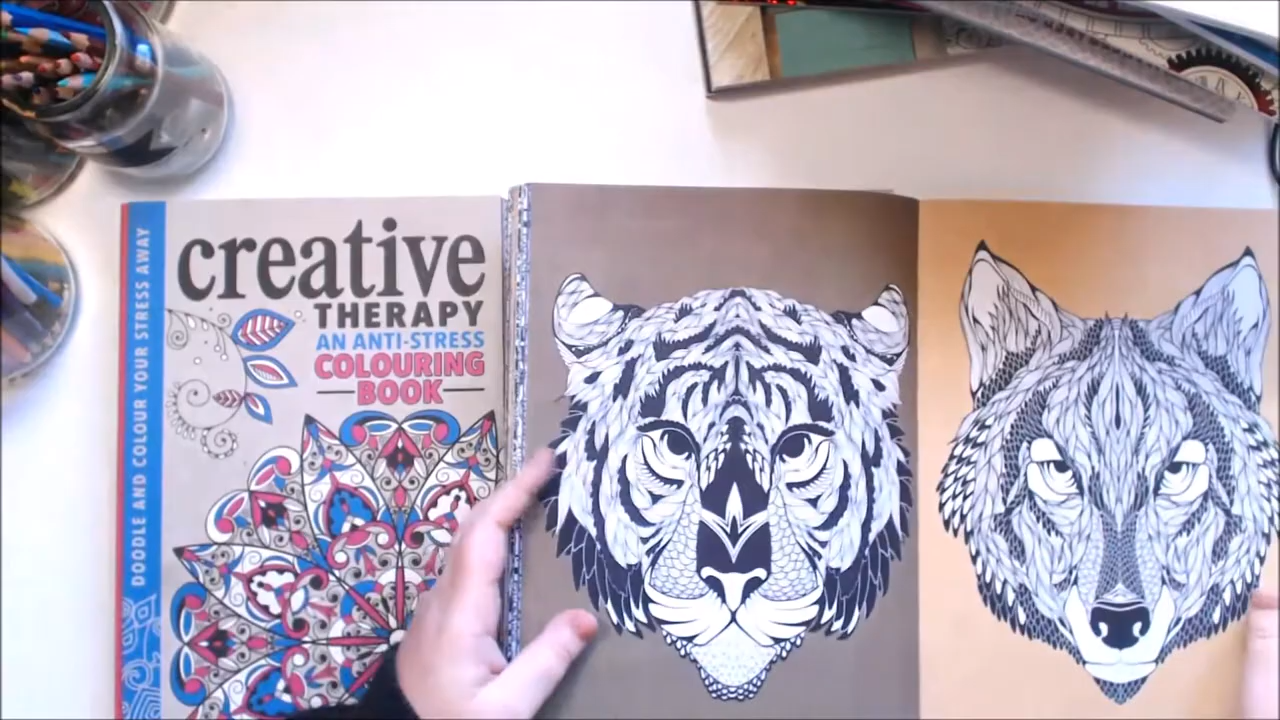 DOODLE AND COLOUR YOUR STRESS AWAY
creative
THERAPY
AN ANTI-STRESS
COLOURING
BOOK